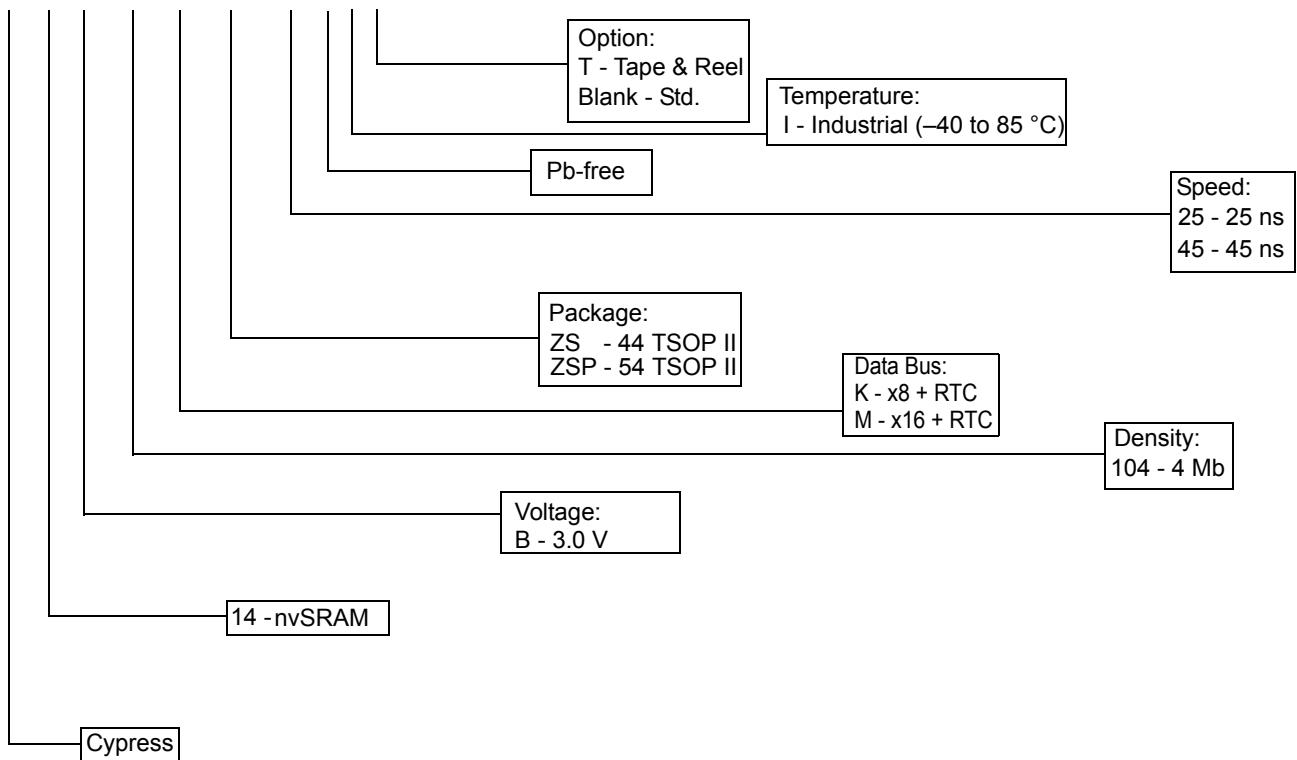 Option:
T - Tape & Reel
Blank - Std.
Temperature:
I - Industrial (–40 to 85 °C)
Pb-free
Speed:
25 - 25 ns
45 - 45 ns
Package:
ZS - 44 TSOP II
ZSP - 54 TSOP II
Data Bus:
K - x8 + RTC
M - x16 + RTC
Density:
104 - 4 Mb
Voltage:
B - 3.0 V
14 - nvSRAM
Cypress